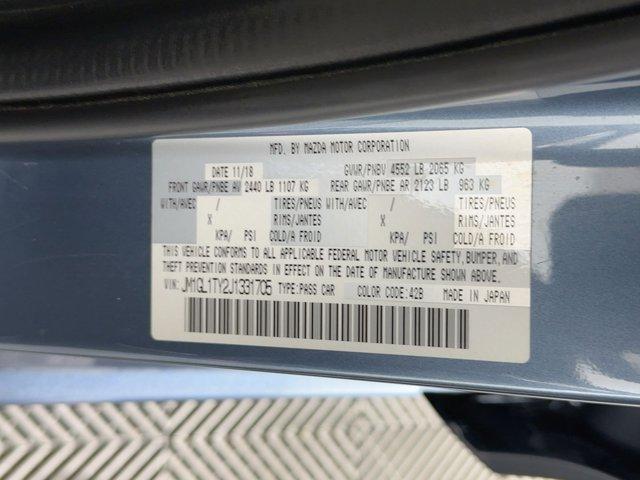 MFD. BY MAZDA MOTOR CORPORATION
DATE 11/18 GVWR/PNBV 4552 LB 2065 KG
FRONT GAWR/PNBE AV 2440 LB 1107 KG REAR GAWR/PNBE AR 2123 LB 963 KG
WITH/AVEC / TIRES/PNEUS WITH/AVEC / TIRES/PNEUS
X RIMS/JANTES X RIMS/JANTES
KPA/ PSI COLD/A FROID KPA/ PSI COLD/A FROID
THIS VEHICLE CONFORMS TO ALL APPLICABLE FEDERAL MOTOR VEHICLE SAFETY, BUMPER, AND
THEFT PREVENTION STANDARDS IN EFFECT ON THE DATE OF MANUFACTURE SHOWN ABOVE.
VIN: JM1GL1TY2J1331705 TYPE: PASS CAR COLOR CODE: 42B MADE IN JAPAN